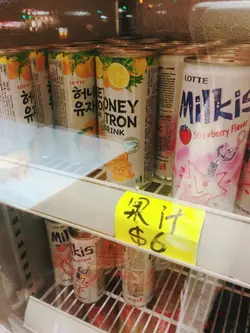 LOTTE
허니
유자
HONEY
CITRON
DRINK
LOTTE
Milkis
Strawberry Flavor
果汁
$6
Milkis